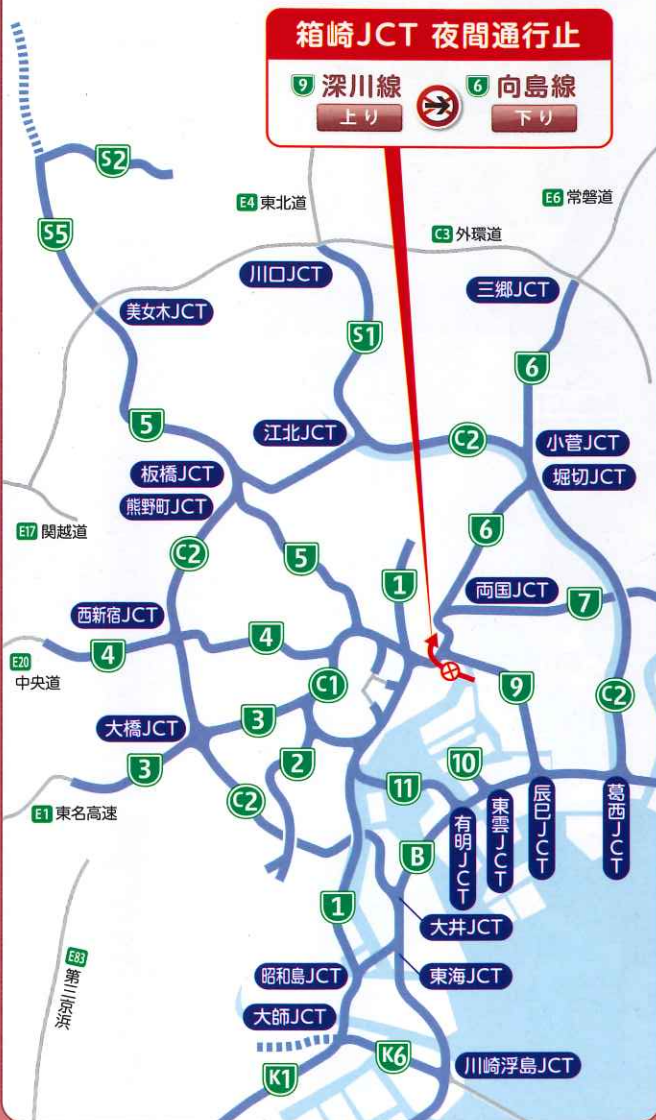 箱崎JCT 夜間通行止
9 深川線 6 向島線
上り 下り
S2
E4 東北道
E6 常磐道
S5
C3 外環道
川口JCT
三郷JCT
美女木JCT
S1
6
5
江北JCT
C2
小菅JCT
板橋JCT
堀切JCT
熊野町JCT
E17 関越道
6
C2
5
1
両国JCT
7
西新宿JCT
4
4
E20
中央道
C1
9
C2
大橋JCT
3
3
2
10
11
C2
E1 東名高速
有明JCT
東雲JCT
辰巳JCT
葛西JCT
B
1
大井JCT
E83
第三京浜
昭和島JCT
東海JCT
大師JCT
K6
川崎浮島JCT
K1